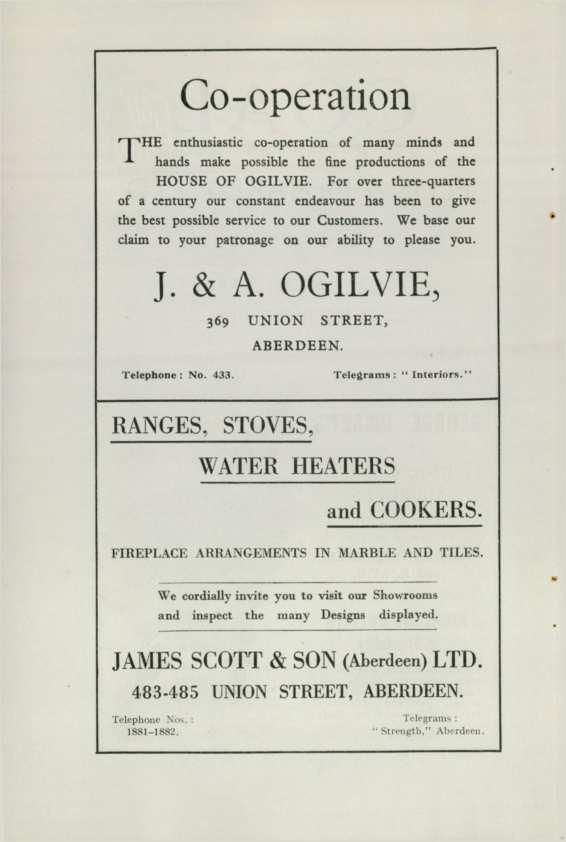 Co-operation
THE enthusiastic co-operation of many minds and
hands make possible the fine productions of the
HOUSE OF OGILVIE. For over three-quarters
of a century our constant endeavour has been to give
the best possible service to our Customers. We base our
claim to your patronage on our ability to please you.
J. & A. OGILVIE,
369 UNION STREET,
ABERDEEN.
Telephone: No. 433. Telegrams: "Interiors."
RANGES, STOVES,
WATER HEATERS
and COOKERS.
FIREPLACE ARRANGEMENTS IN MARBLE AND TILES.
We cordially invite you to visit our Showrooms
and inspect the many Designs displayed.
JAMES SCOTT & SON (Aberdeen) LTD.
483-485 UNION STREET, ABERDEEN.
Telephone Nos.: Telegrams:
1881-1882. "Strength," Aberdeen.